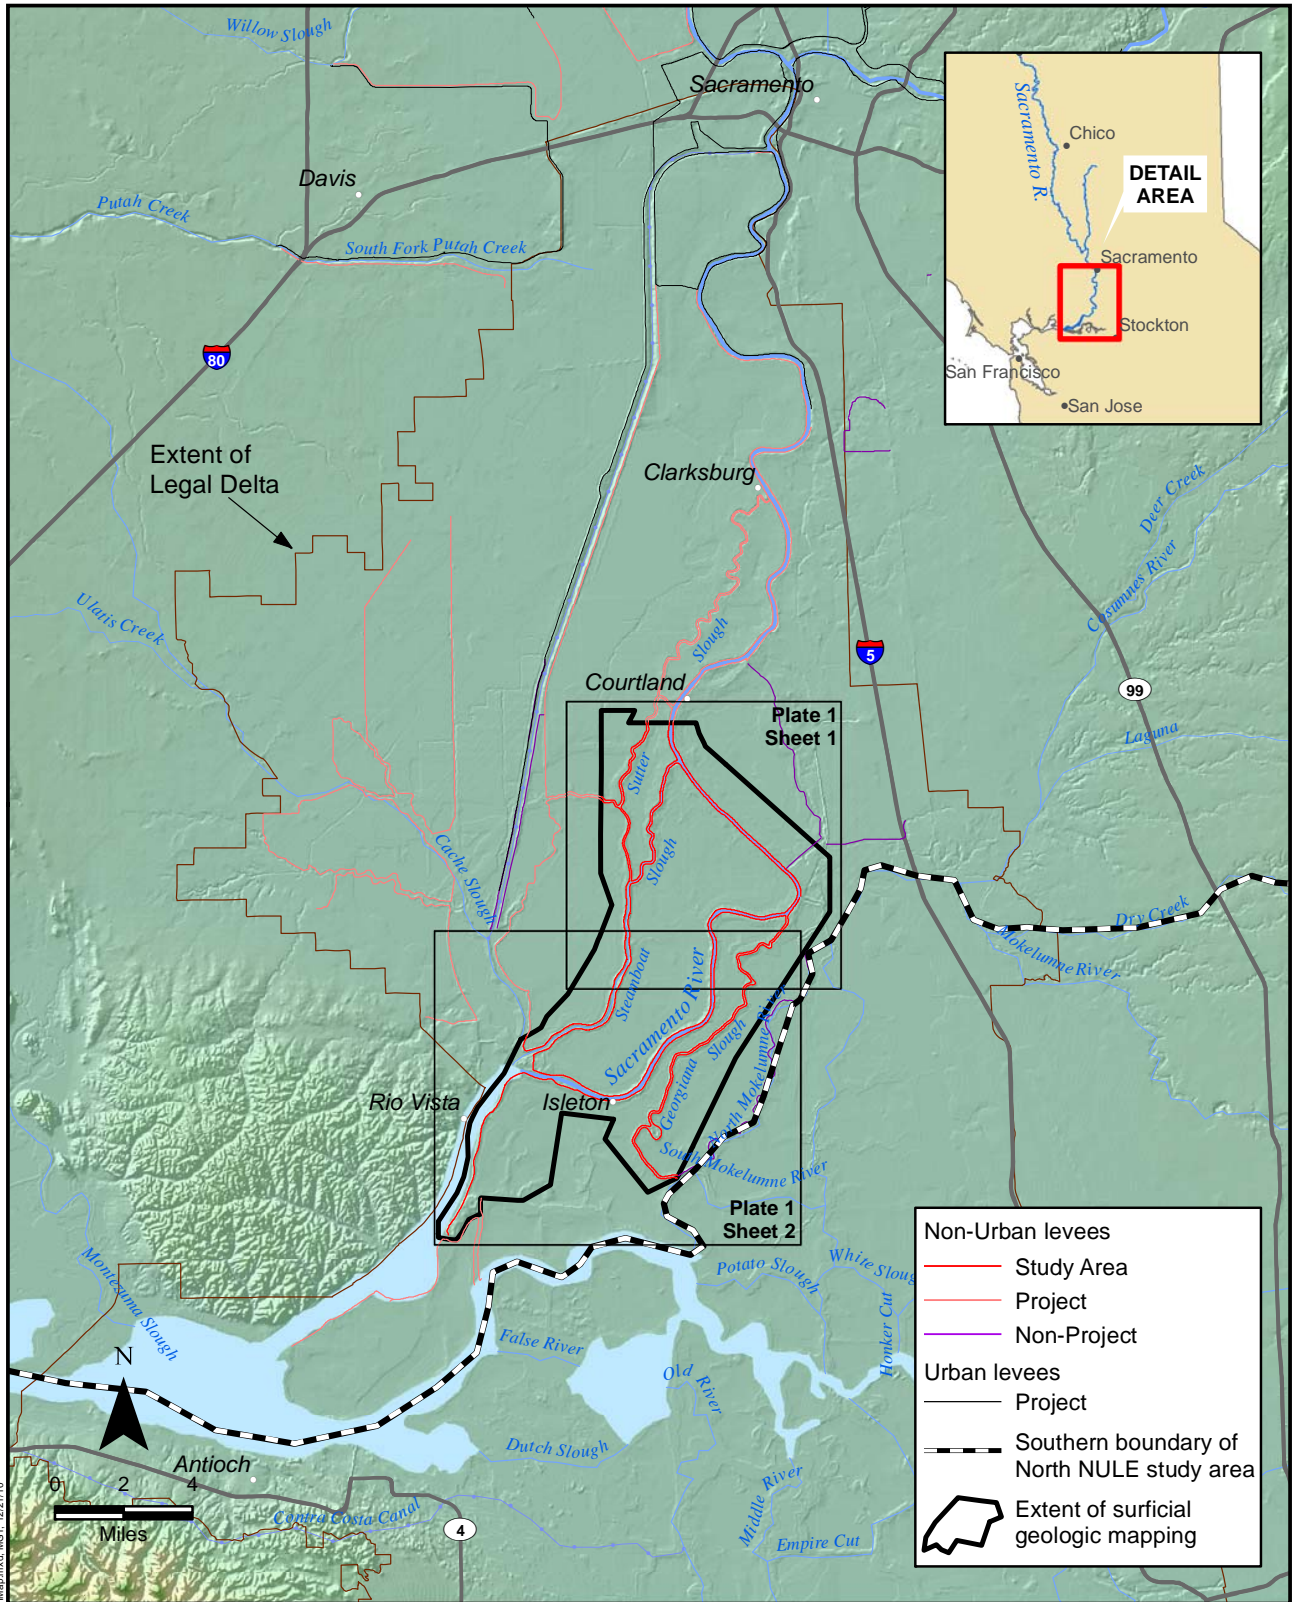 Willow Slough
Sacramento
Davis
Putah Creek
South Fork Putah Creek
80
Extent of
Legal Delta
Clarksburg
Ulatis Creek
Slough
5
Courtland
Plate 1
Sheet 1
Sutter
Slough
Cache Slough
Steamboat
Sacramento River
Slough
Georgiana
North Mokelumne River
South Mokelumne River
Rio Vista
Isleton
Plate 1
Sheet 2
Deer Creek
Cosumnes River
99
Laguna
Dry Creek
Mokelumne River
Montezuma Slough
Potato Slough
White Sloug
Honker Cut
False River
Old River
Dutch Slough
Middle River
Empire Cut
Contra Costa Canal
Antioch
4
N
0 2 4
Miles
Sacramento R.
Chico
DETAIL
AREA
Sacramento
Stockton
San Francisco
San Jose
Non-Urban levees
Study Area
Project
Non-Project
Urban levees
Project
Southern boundary of
North NULE study area
Extent of surficial
geologic mapping